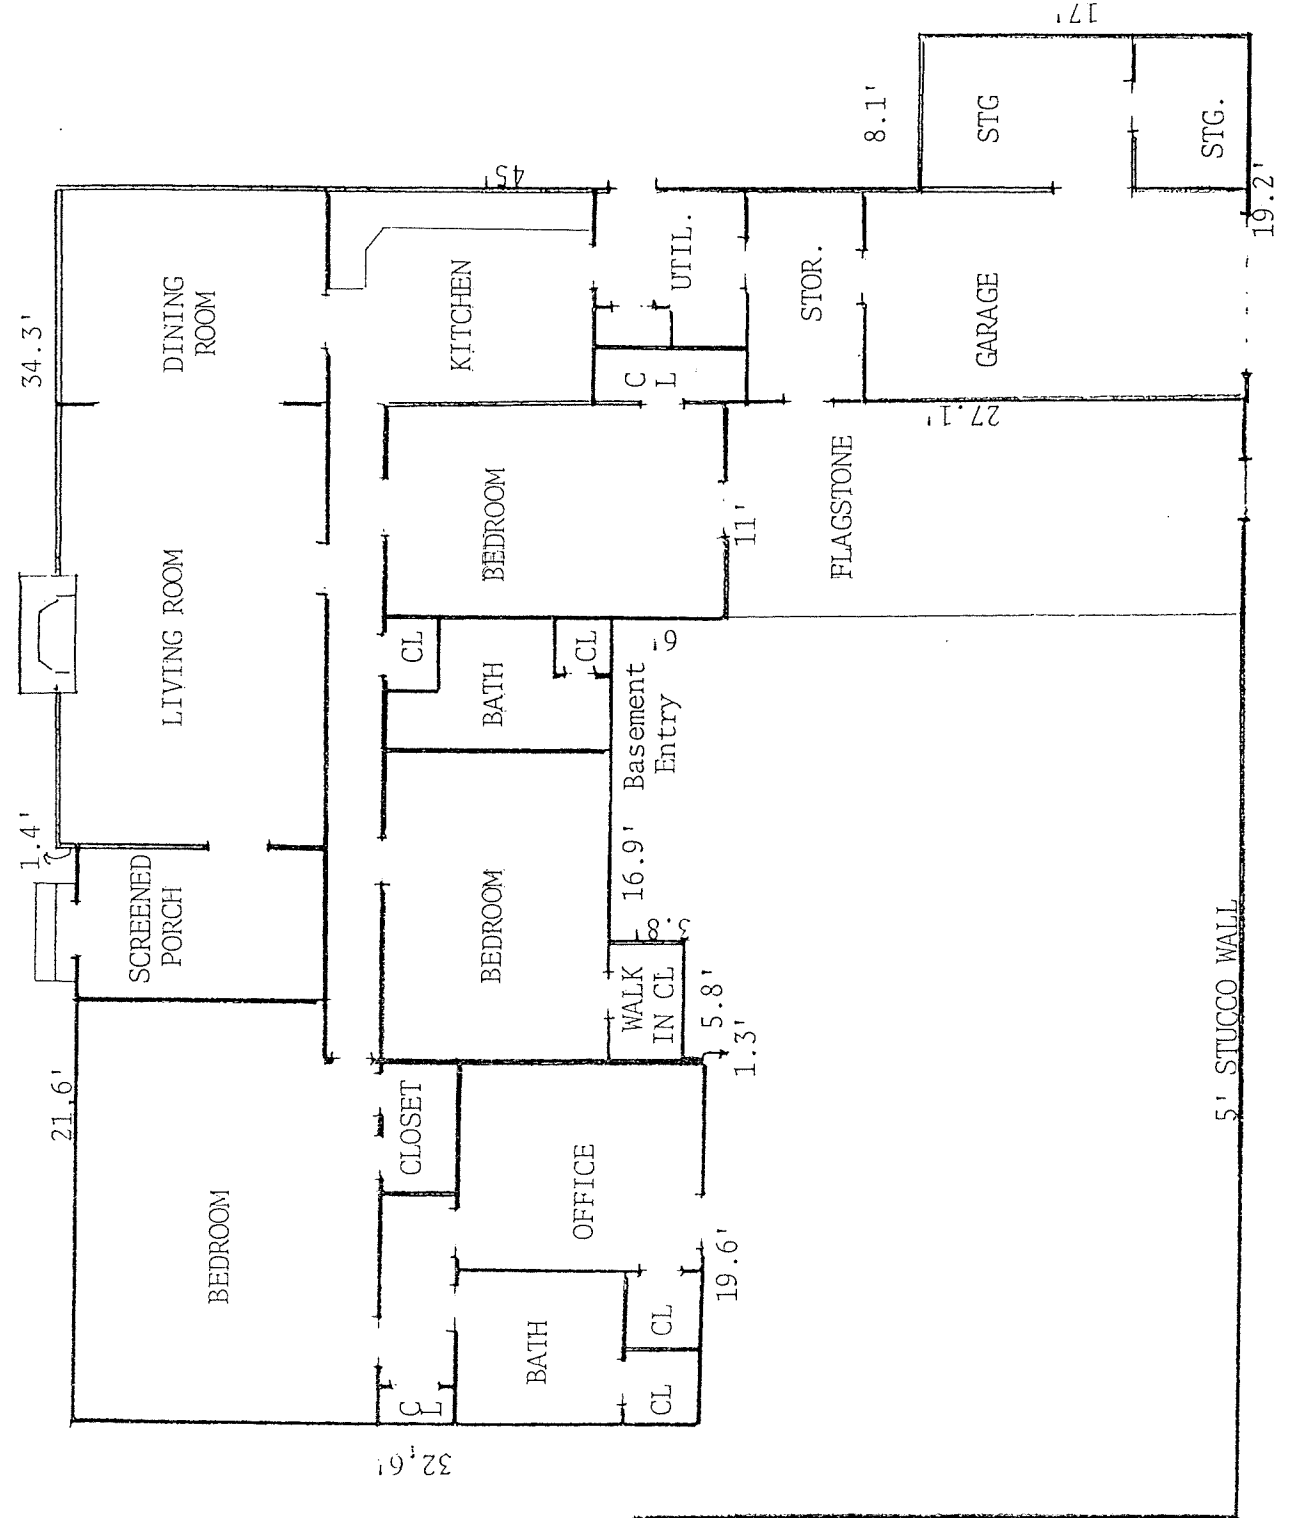 1.4'
34.3'
21.6'
BEDROOM
SCREENED
PORCH
LIVING ROOM
DINING
ROOM
32.6'
C
L
CLOSET
CL
BEDROOM
BATH
BEDROOM
KITCHEN
45'
BATH
OFFICE
CL
CL
CL
WALK
IN CL
3.8'
16.9'
Basement
Entry
6'
C
L
UTIL.
19.6'
1.3'
5.8'
11'
FLAGSTONE
STOR.
8.1'
27.1'
GARAGE
STG
17'
STG.
5' STUCCO WALL
19.2'